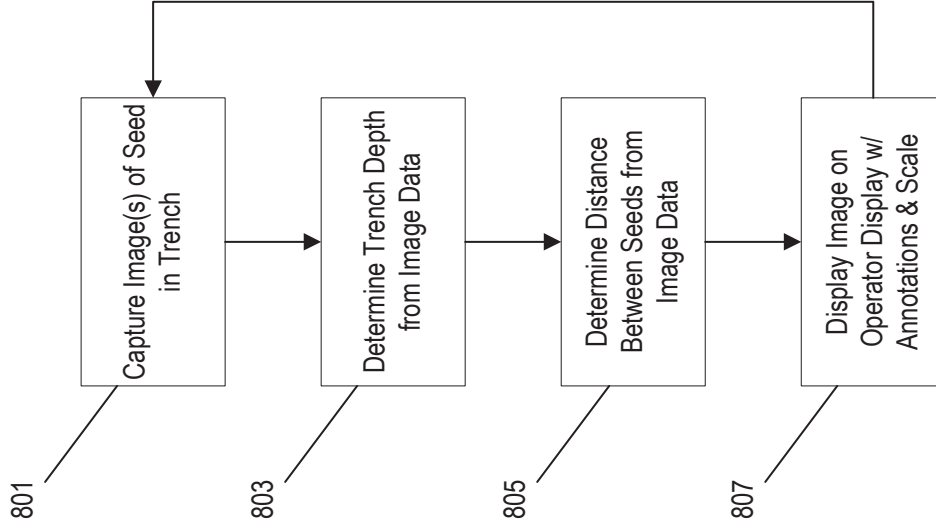 801
Capture Image(s) of Seed
in Trench
803
Determine Trench Depth
from Image Data
805
Determine Distance
Between Seeds from
Image Data
807
Display Image on
Operator Display w/
Annotations & Scale